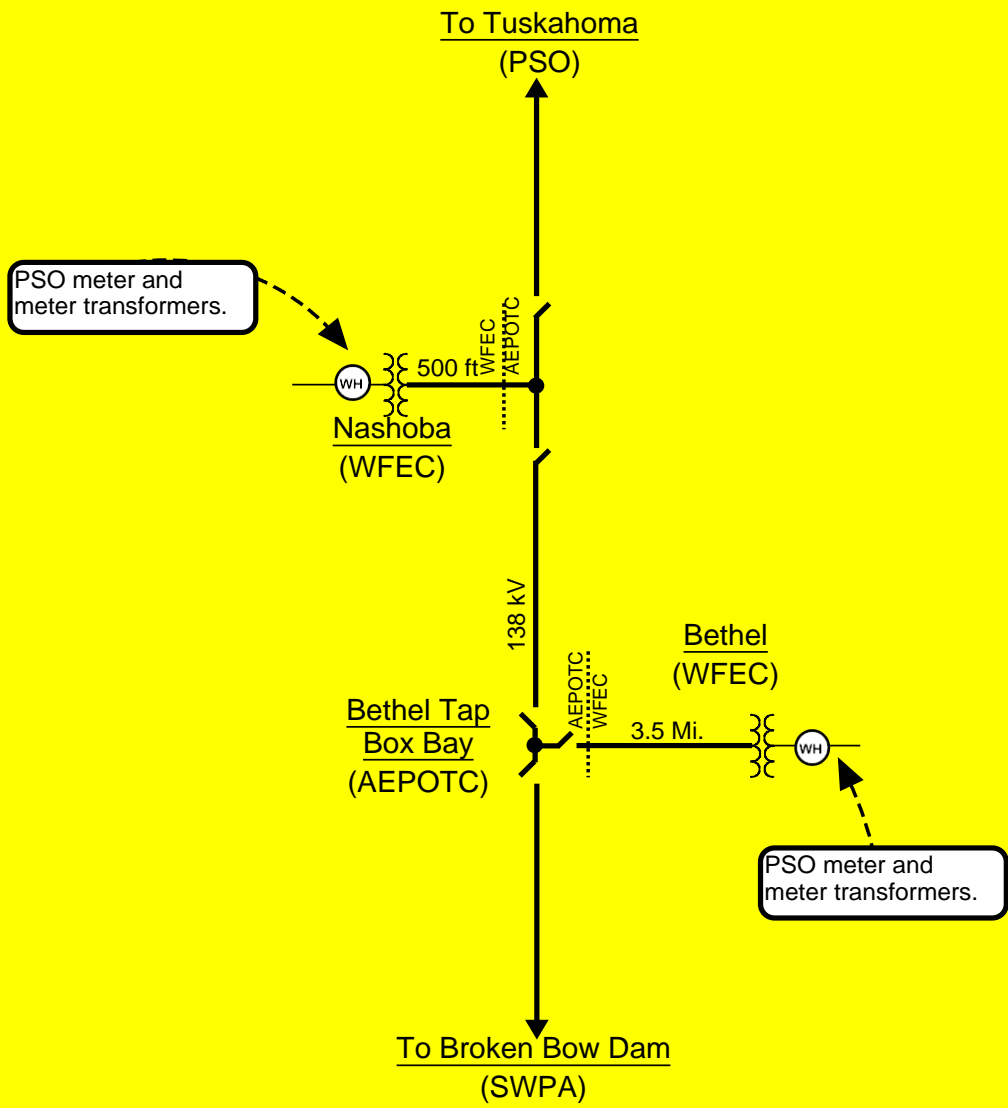 To Tuskahoma
(PSO)
PSO meter and
meter transformers.
WFEC
AEPOTC
500 ft
WH
Nashoba
(WFEC)
138 kV
Bethel
(WFEC)
AEPOTC
WFEC
Bethel Tap
Box Bay
(AEPOTC)
3.5 Mi.
WH
PSO meter and
meter transformers.
To Broken Bow Dam
(SWPA)